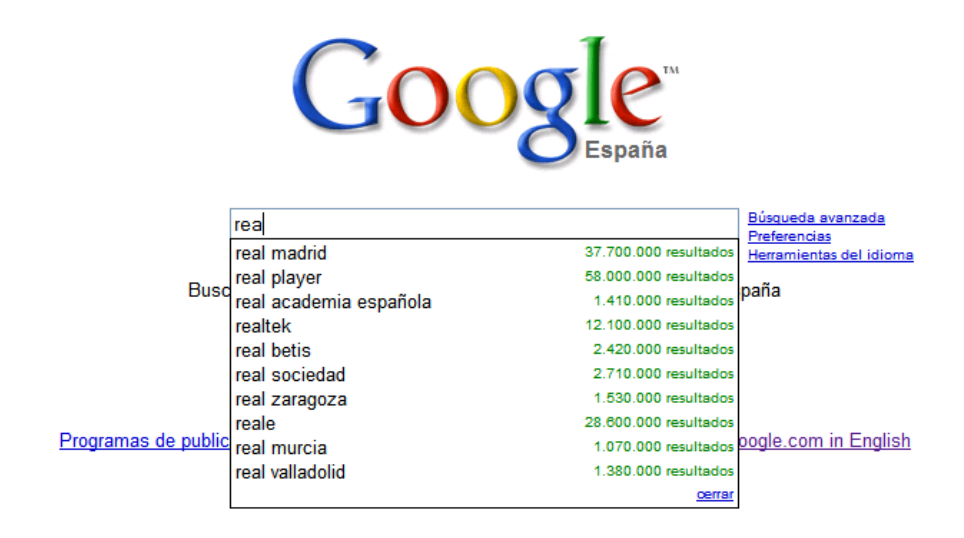 Google™
España
rea
Búsqueda avanzada
Preferencias
Herramientas del idioma
real madrid 37.700.000 resultados
real player 58.000.000 resultados
real academia española 1.410.000 resultados
realtek 12.100.000 resultados
real betis 2.420.000 resultados
real sociedad 2.710.000 resultados
real zaragoza 1.530.000 resultados
reale 28.600.000 resultados
real murcia 1.070.000 resultados
real valladolid 1.380.000 resultados
cerrar
Busc paña
Programas de public oogle.com in English